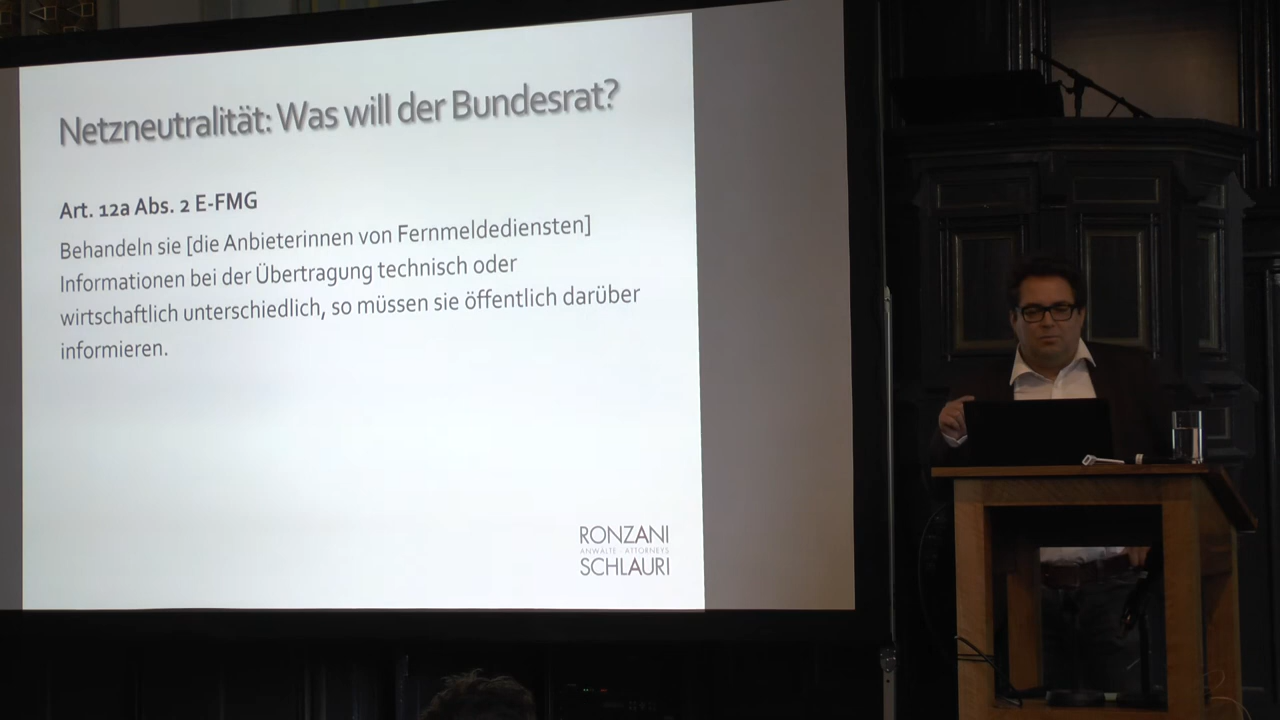 Netzneutralität: Was will der Bundesrat?
Art. 12a Abs. 2 E-FMG
Behandeln sie [die Anbieterinnen von Fernmeldediensten]
Informationen bei der Übertragung technisch oder
wirtschaftlich unterschiedlich, so müssen sie öffentlich darüber
informieren.
RONZANI
ANWÄLTE ATTORNEYS
SCHLAURI